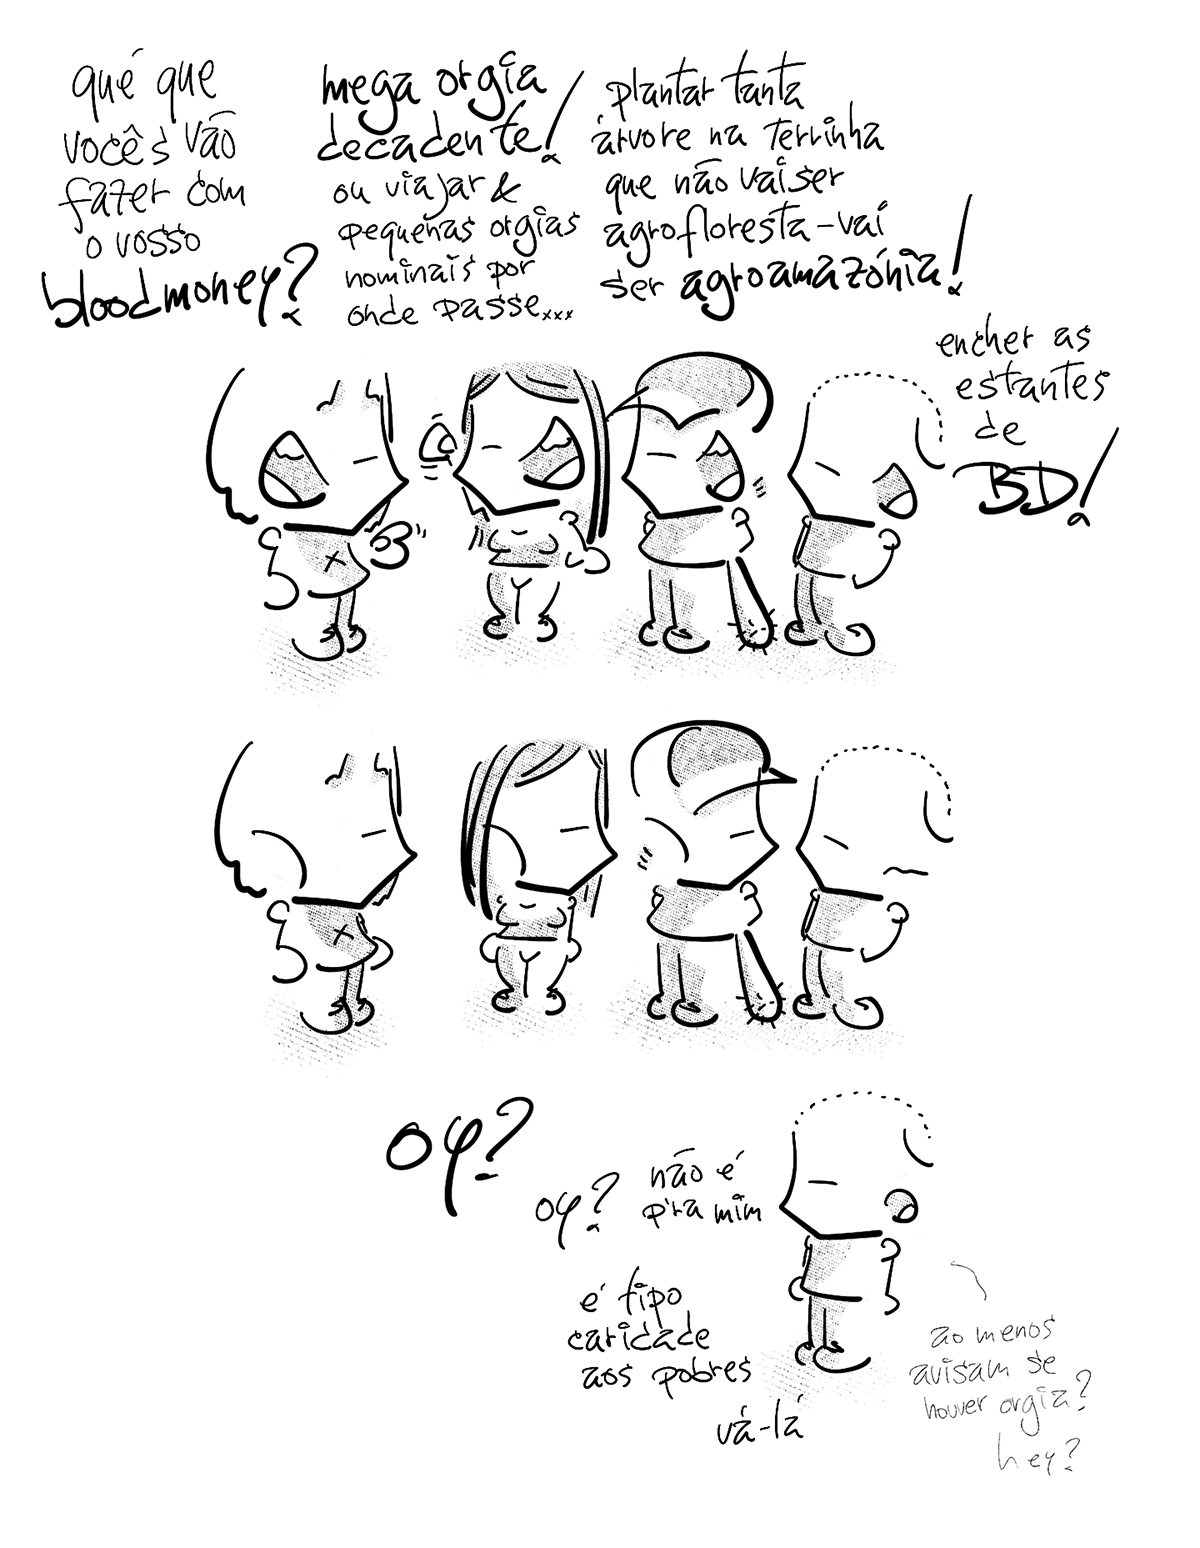 qué que
vocês vão
fazer com
o vosso
bloodmoney?
mega orgia
decadente!
ou viajar &
pequenas orgias
nominais por
onde passe...
plantar tanta
árvore na terrinha
que não vai ser
agrofloresta-vai
ser agroamazónia!
encher as
estantes
de
BD!
oy?
oy?
não é
p'ra mim
é tipo
caridade
aos pobres
vá-lá
ao menos
avisam se
houver orgia?
hey?